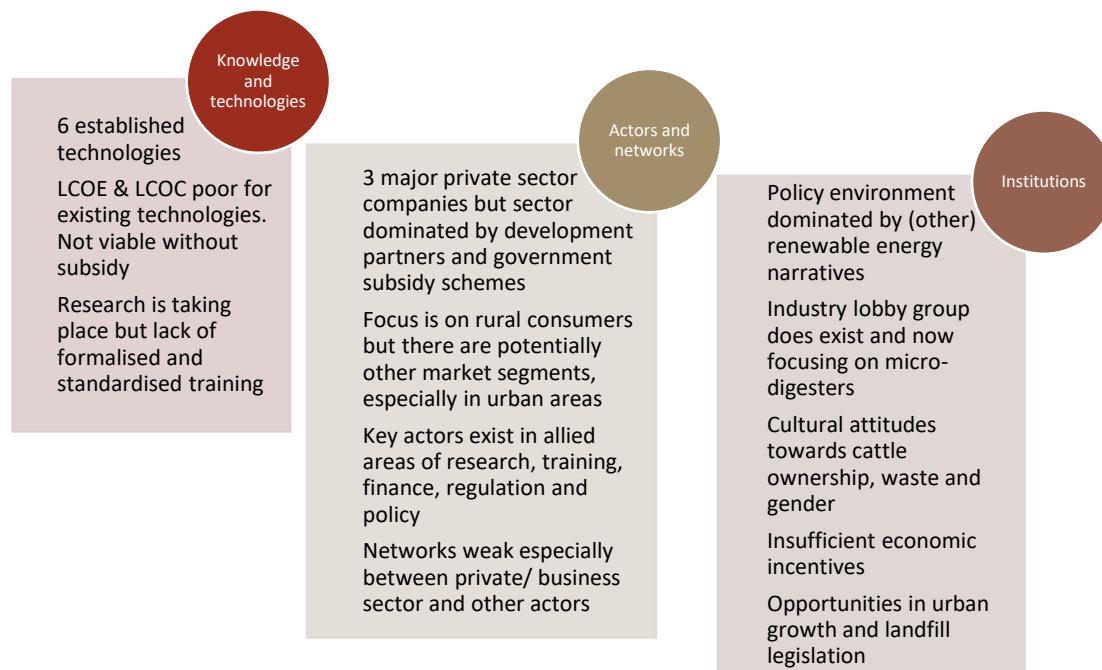 Knowledge
and
technologies
6 established
technologies
LCOE & LCOC poor for
existing technologies.
Not viable without
subsidy
Research is taking
place but lack of
formalised and
standardised training
Actors and
networks
3 major private sector
companies but sector
dominated by development
partners and government
subsidy schemes
Focus is on rural consumers
but there are potentially
other market segments,
especially in urban areas
Key actors exist in allied
areas of research, training,
finance, regulation and
policy
Networks weak especially
between private/ business
sector and other actors
Institutions
Policy environment
dominated by (other)
renewable energy
narratives
Industry lobby group
does exist and now
focusing on micro-
digesters
Cultural attitudes
towards cattle
ownership, waste and
gender
Insufficient economic
incentives
Opportunities in urban
growth and landfill
legislation